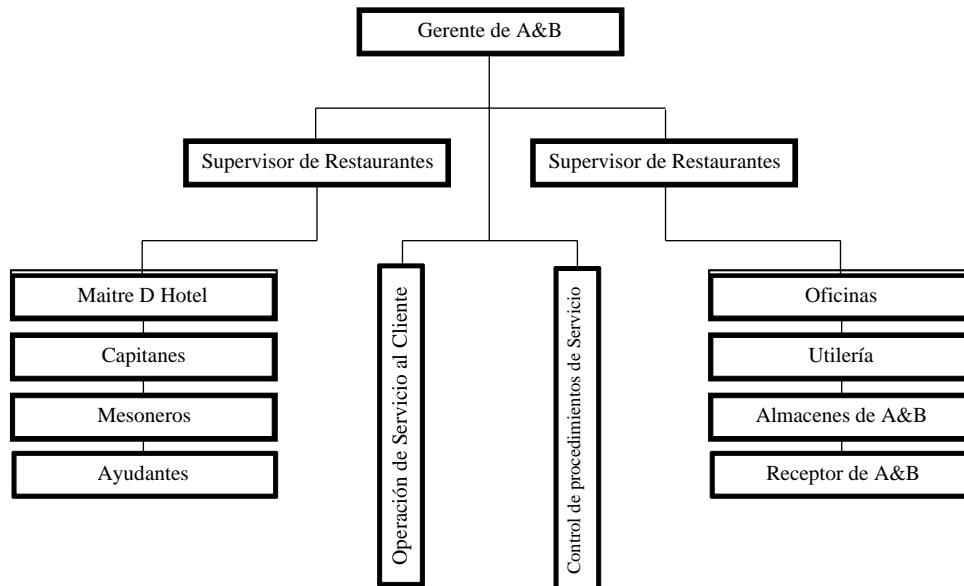 Gerente de A&B
Supervisor de Restaurantes
Supervisor de Restaurantes
Maitre D Hotel
Capitanes
Mesoneros
Ayudantes
Operación de Servicio al Cliente
Control de procedimientos de Servicio
Oficinas
Utilería
Almacenes de A&B
Receptor de A&B